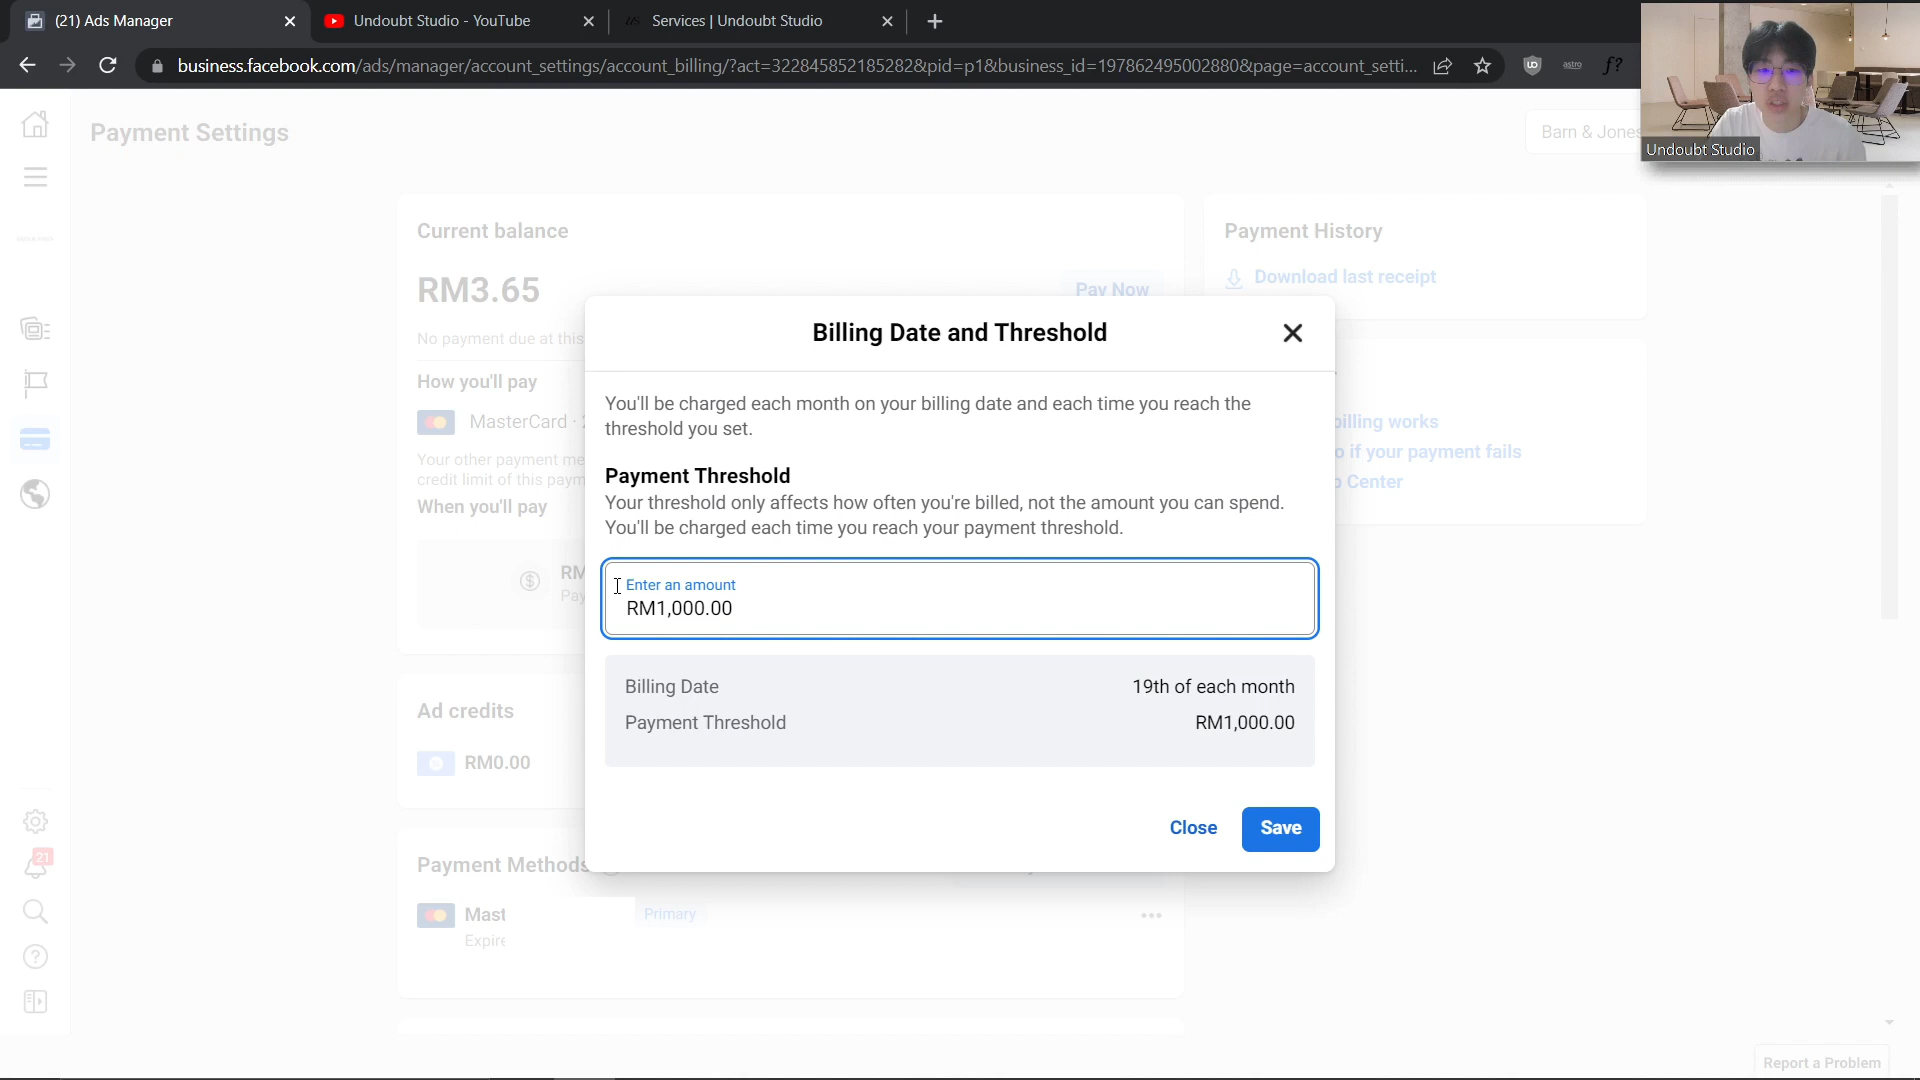 (21) Ads Manager
Undoubt Studio - YouTube
Services | Undoubt Studio
business.facebook.com/ads/manager/account_settings/account_billing/?act=322845852185282&pid=p1&business_id=197862495002880&page=account_setti...
Undoubt Studio
Payment Settings
Barn & Jones
Current balance
RM3.65
Pay Now
No payment due at this
How you'll pay
MasterCard ·
Your other payment me
credit limit of this paym
When you'll pay
RM
Pay
Ad credits
RM0.00
Payment Methods
Mast
Primary
Expire
Payment History
Download last receipt
billing works
o if your payment fails
p Center
Billing Date and Threshold
You'll be charged each month on your billing date and each time you reach the
threshold you set.
Payment Threshold
Your threshold only affects how often you're billed, not the amount you can spend.
You'll be charged each time you reach your payment threshold.
Enter an amount
RM1,000.00
Billing Date 19th of each month
Payment Threshold RM1,000.00
Close Save
21
Report a Problem